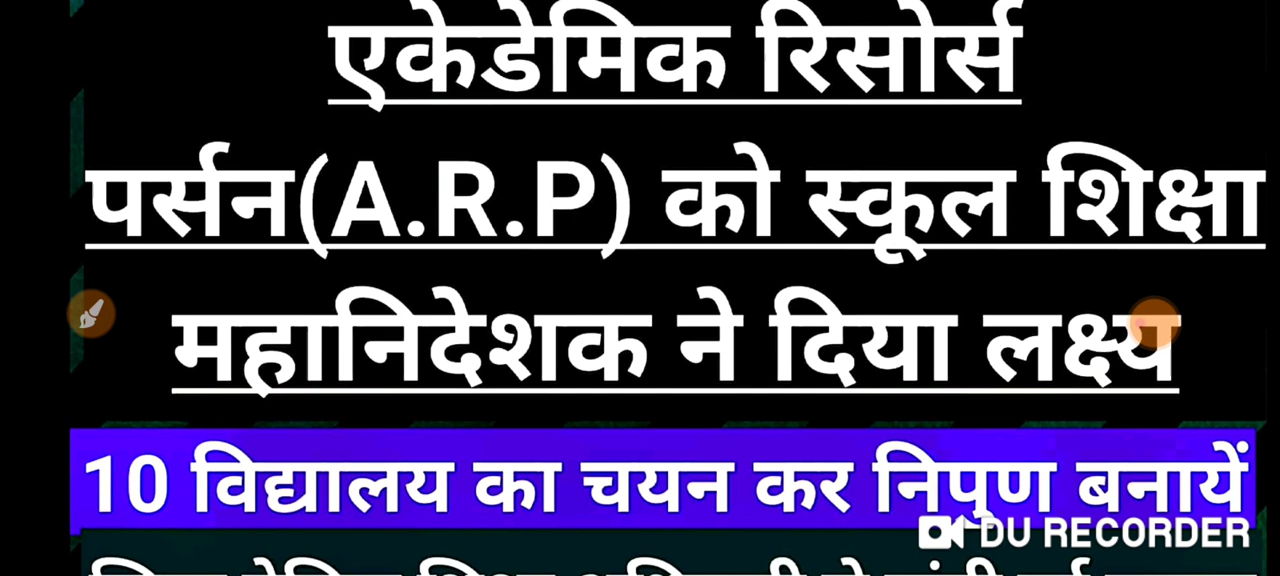 एकेडेमिक रिसोर्स
पर्सन(A.R.P) को स्कूल शिक्षा
महानिदेशक ने दिया लक्ष्य
10 विद्यालय का चयन कर निपुण बनायें
DU RECORDER